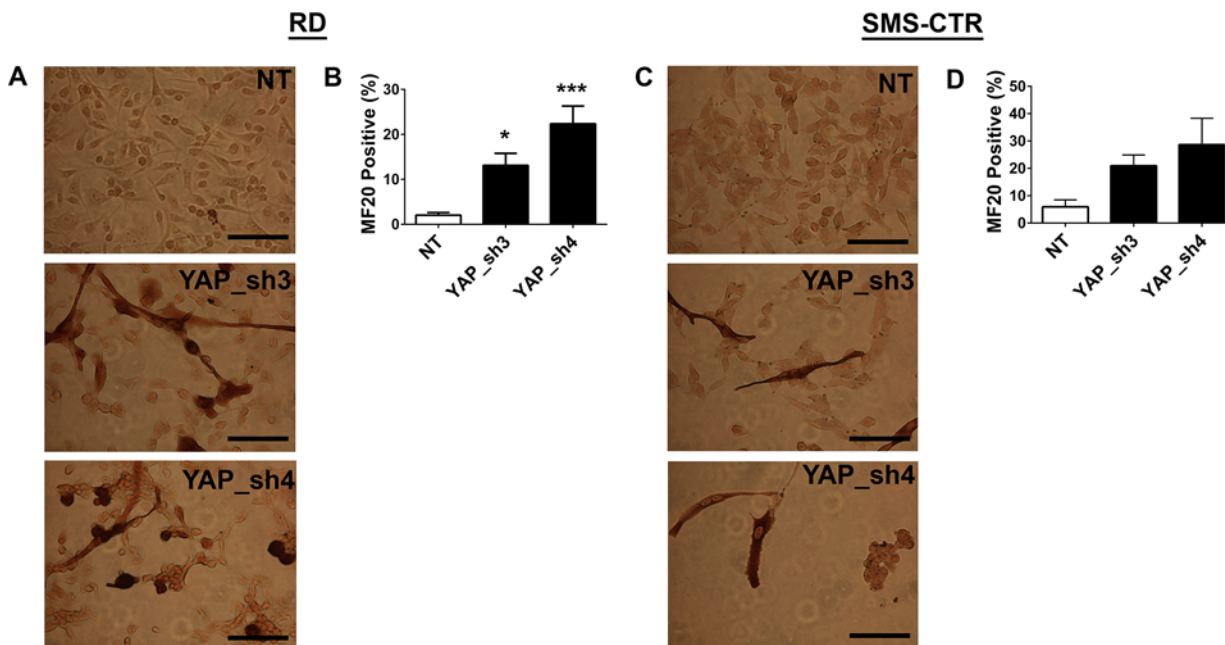 RD
SMS-CTR
A
NT
YAP_sh3
YAP_sh4
B
MF20 Positive (%)
30
20
10
0
*
***
NT
YAP_sh3
YAP_sh4
C
NT
YAP_sh3
YAP_sh4
D
MF20 Positive (%)
50
40
30
20
10
0
NT
YAP_sh3
YAP_sh4